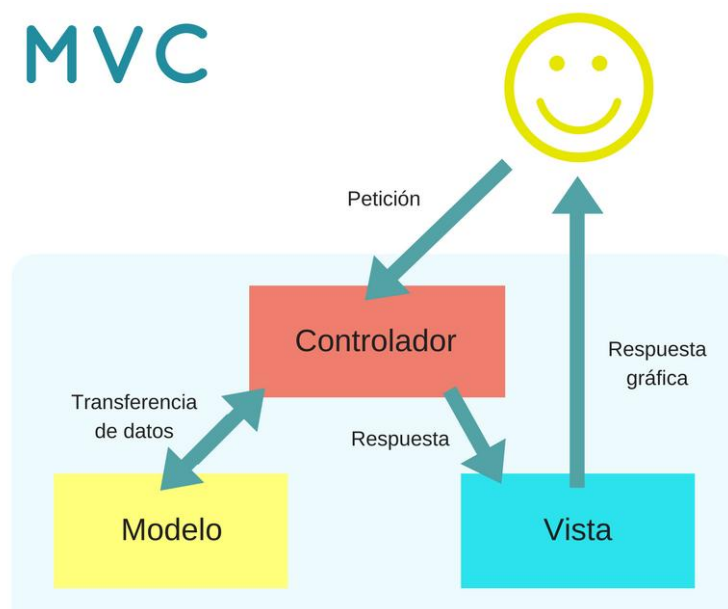 MVC
Petición
Controlador
Respuesta
gráfica
Transferencia
de datos
Respuesta
Modelo
Vista